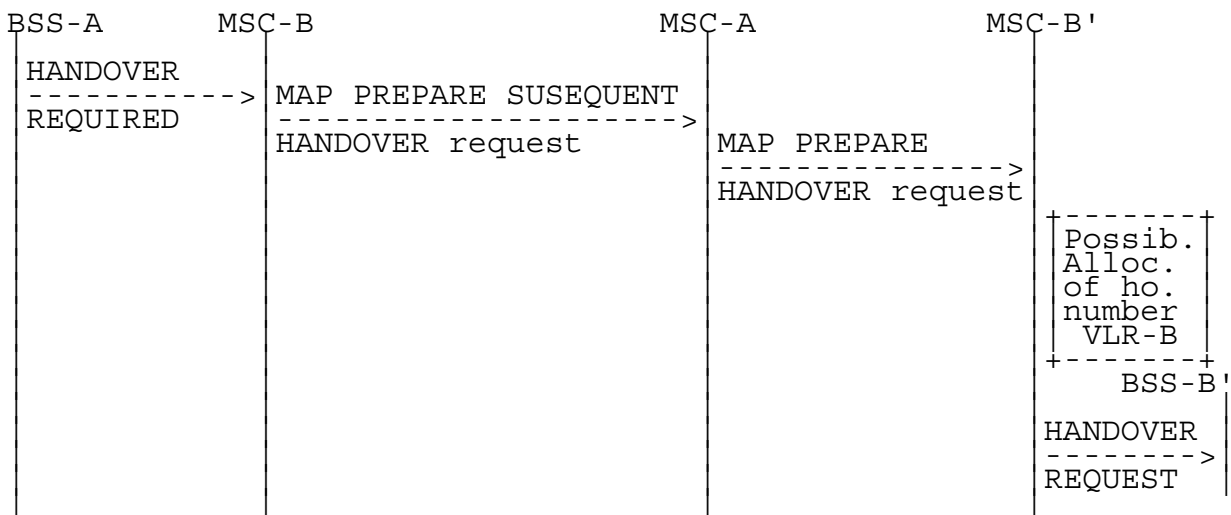 BSS-A MSC-B MSC-A MSC-B'
HANDOVER
REQUIRED
MAP PREPARE SUSEQUENT
HANDOVER request
MAP PREPARE
HANDOVER request
Possib.
Alloc.
of ho.
number
VLR-B
BSS-B'
HANDOVER
REQUEST